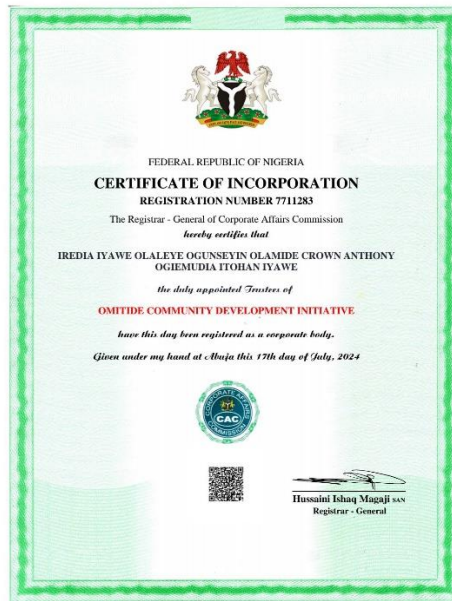 FEDERAL REPUBLIC OF NIGERIA
CERTIFICATE OF INCORPORATION
REGISTRATION NUMBER 7711283
The Registrar - General of Corporate Affairs Commission
hereby certifies that
IREDIA IYAWE OLALEYE OGUNSEYIN OLAMIDE CROWN ANTHONY
OGIEMUDIA ITOHAN IYAWE
the duly appointed Trustees of
OMITIDE COMMUNITY DEVELOPMENT INITIATIVE
have this day been registered as a corporate body.
Given under my hand at Abuja this 17th day of July, 2024
CORPORATE AFFAIRS
CAC
COMMISSION
Hussaini Ishaq Magaji SAN
Registrar - General